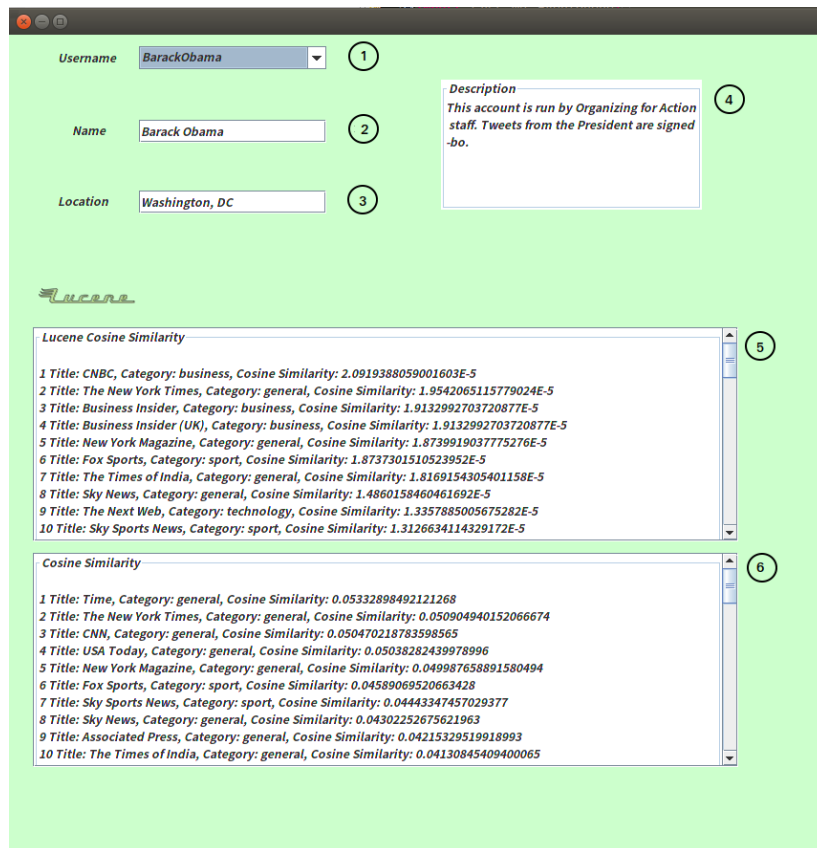 Username BarackObama 1
Name Barack Obama 2
Location Washington, DC 3
Description 4
This account is run by Organizing for Action
staff. Tweets from the President are signed
-bo.
Lucene
Lucene Cosine Similarity 5
1 Title: CNBC, Category: business, Cosine Similarity: 2.0919388059001603E-5
2 Title: The New York Times, Category: general, Cosine Similarity: 1.9542065115779024E-5
3 Title: Business Insider, Category: business, Cosine Similarity: 1.9132992703720877E-5
4 Title: Business Insider (UK), Category: business, Cosine Similarity: 1.9132992703720877E-5
5 Title: New York Magazine, Category: general, Cosine Similarity: 1.8739919037775276E-5
6 Title: Fox Sports, Category: sport, Cosine Similarity: 1.8737301510523952E-5
7 Title: The Times of India, Category: general, Cosine Similarity: 1.8169154305401158E-5
8 Title: Sky News, Category: general, Cosine Similarity: 1.4860158460461692E-5
9 Title: The Next Web, Category: technology, Cosine Similarity: 1.3357885005675282E-5
10 Title: Sky Sports News, Category: sport, Cosine Similarity: 1.3126634114329172E-5
Cosine Similarity 6
1 Title: Time, Category: general, Cosine Similarity: 0.05332898492121268
2 Title: The New York Times, Category: general, Cosine Similarity: 0.050904940152066674
3 Title: CNN, Category: general, Cosine Similarity: 0.050470218783598565
4 Title: USA Today, Category: general, Cosine Similarity: 0.05038282439978996
5 Title: New York Magazine, Category: general, Cosine Similarity: 0.049987658891580494
6 Title: Fox Sports, Category: sport, Cosine Similarity: 0.04589069520663428
7 Title: Sky Sports News, Category: sport, Cosine Similarity: 0.04443347457029377
8 Title: Sky News, Category: general, Cosine Similarity: 0.04302252675621963
9 Title: Associated Press, Category: general, Cosine Similarity: 0.04215329519918993
10 Title: The Times of India, Category: general, Cosine Similarity: 0.04130845409400065